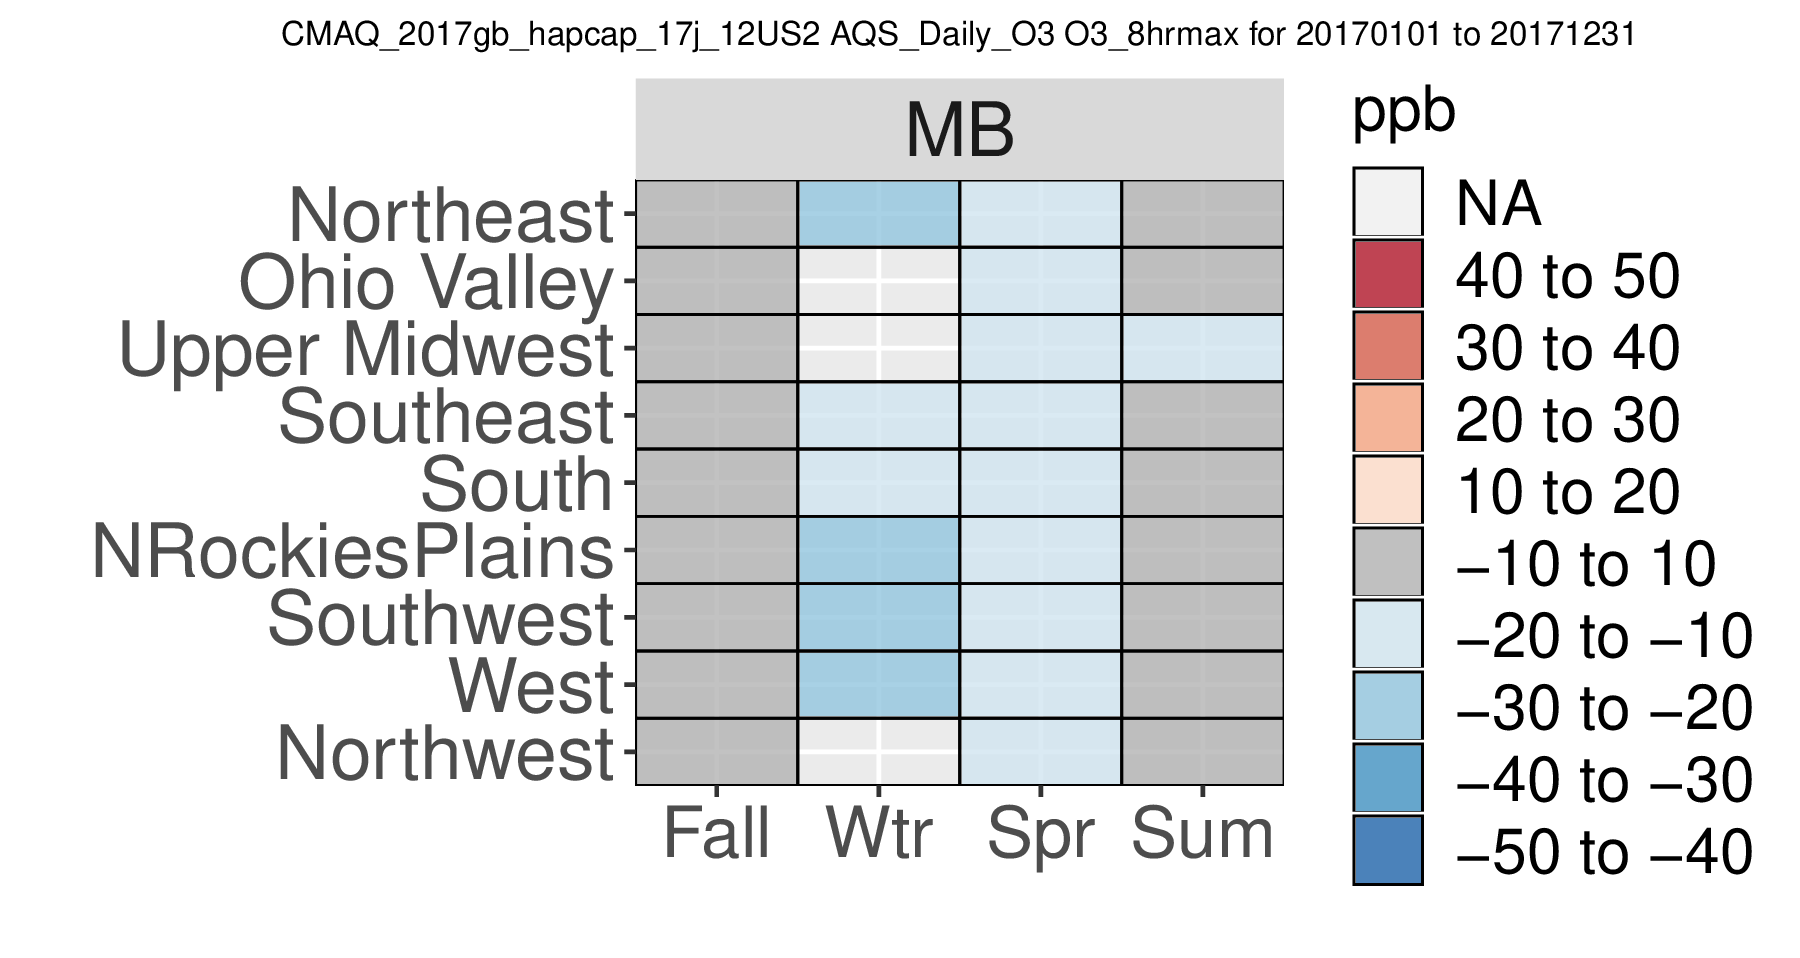 CMAQ_2017gb_hapcap_17j_12US2 AQS_Daily_O3 O3_8hrmax for 20170101 to 20171231
MB
Northeast
Ohio Valley
Upper Midwest
Southeast
South
NRockiesPlains
Southwest
West
Northwest
Fall Wtr Spr Sum
ppb
NA
40 to 50
30 to 40
20 to 30
10 to 20
−10 to 10
−20 to −10
−30 to −20
−40 to −30
−50 to −40